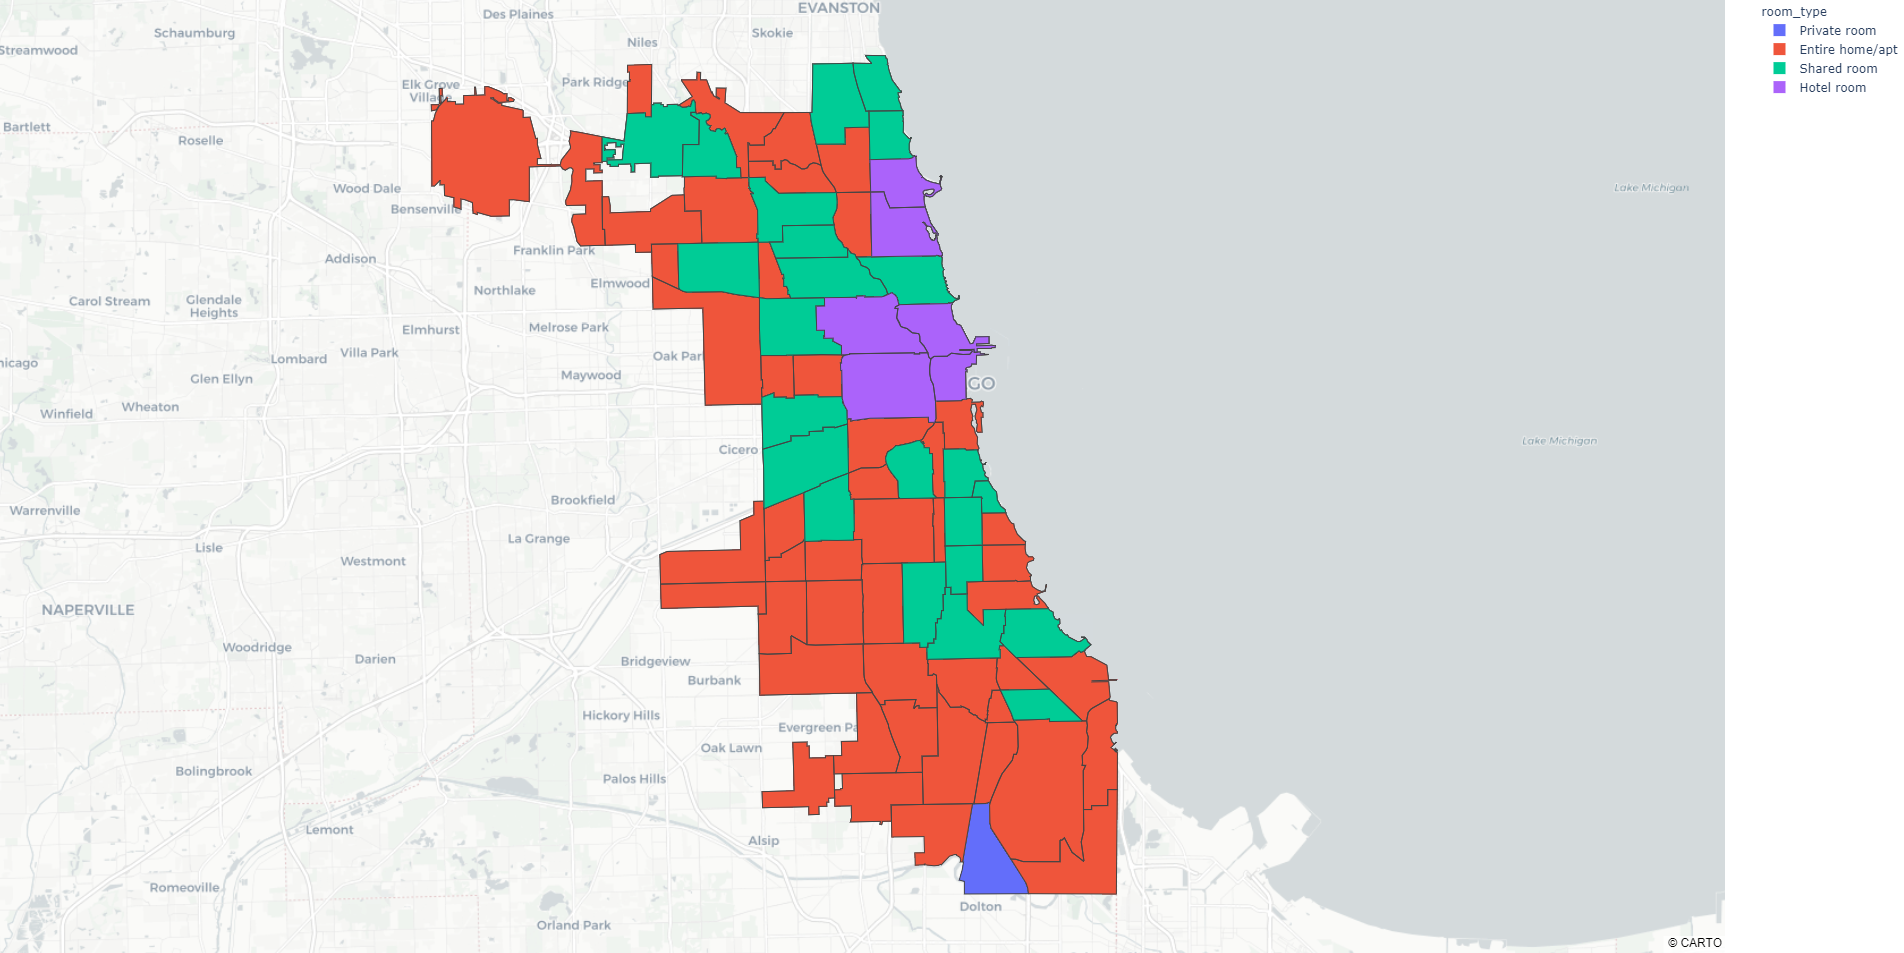 EVANSTON
Des Plaines
Schaumburg
Skokie
Niles
Streamwood
Park Ridge
Elk Grove
Village
Bartlett
Roselle
Wood Dale
Bensenville
Franklin Park
Addison
Elmwood
Northlake
Carol Stream
Glendale
Heights
Elmhurst
Melrose Park
Villa Park
Oak Par
Lombard
hicago
Maywood
Glen Ellyn
GO
Wheaton
Winfield
Cicero
Brookfield
Warrenville
La Grange
Lisle
Westmont
NAPERVILLE
Woodridge
Darien
Bridgeview
Burbank
Hickory Hills
Evergreen Pa
Oak Lawn
Bolingbrook
Palos Hills
Lemont
Alsip
Romeoville
Dolton
Orland Park
Lake Michigan
Lake Michigan
room_type
Private room
Entire home/apt
Shared room
Hotel room
© CARTO